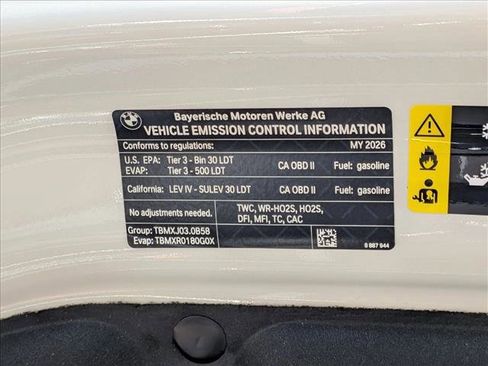 BMW
Bayerische Motoren Werke AG
VEHICLE EMISSION CONTROL INFORMATION
Conforms to regulations: MY 2026
U.S. EPA: Tier 3 - Bin 30 LDT CA OBD II Fuel: gasoline
EVAP: Tier 3 - 500 LDT
California: LEV IV - SULEV 30 LDT CA OBD II Fuel: gasoline
No adjustments needed. TWC, WR-HO2S, HO2S,
DFI, MFI, TC, CAC
Group: TBMXJ03.0B58
Evap: TBMXR0180G0X
8 887 944